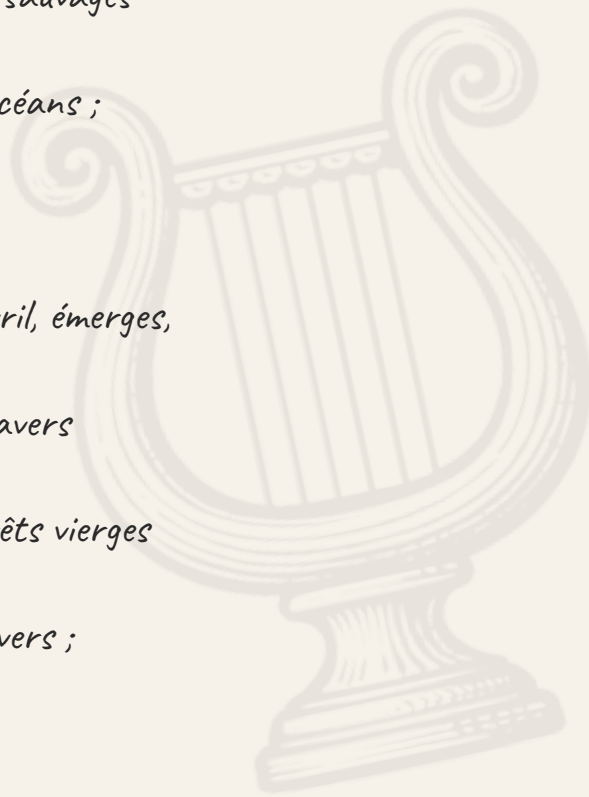 sauvages
céans ;
ril, émerges,
avers
êts vierges
vers ;